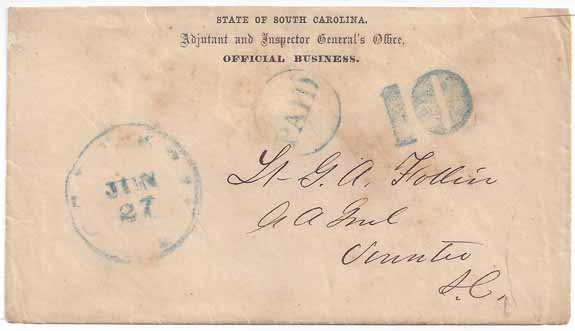 STATE OF SOUTH CAROLINA.
Adjutant and Inspector General's Office,
OFFICIAL BUSINESS.
PAID
10
JUN
27
Lt G. A. Follin
A A Genl
Sumter
S.C.